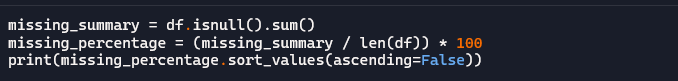 missing_summary = df.isnull().sum()
missing_percentage = (missing_summary / len(df)) * 100
print(missing_percentage.sort_values(ascending=False))